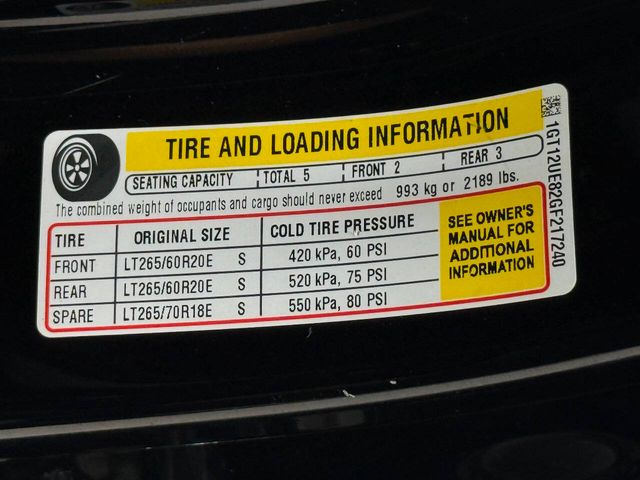 TIRE AND LOADING INFORMATION
SEATING CAPACITY TOTAL 5 FRONT 2 REAR 3
The combined weight of occupants and cargo should never exceed 993 kg or 2189 lbs.
TIRE ORIGINAL SIZE COLD TIRE PRESSURE
FRONT LT265/60R20E S 420 kPa, 60 PSI
REAR LT265/60R20E S 520 kPa, 75 PSI
SPARE LT265/70R18E S 550 kPa, 80 PSI
SEE OWNER'S
MANUAL FOR
ADDITIONAL
INFORMATION
1GT12UE82GF217240